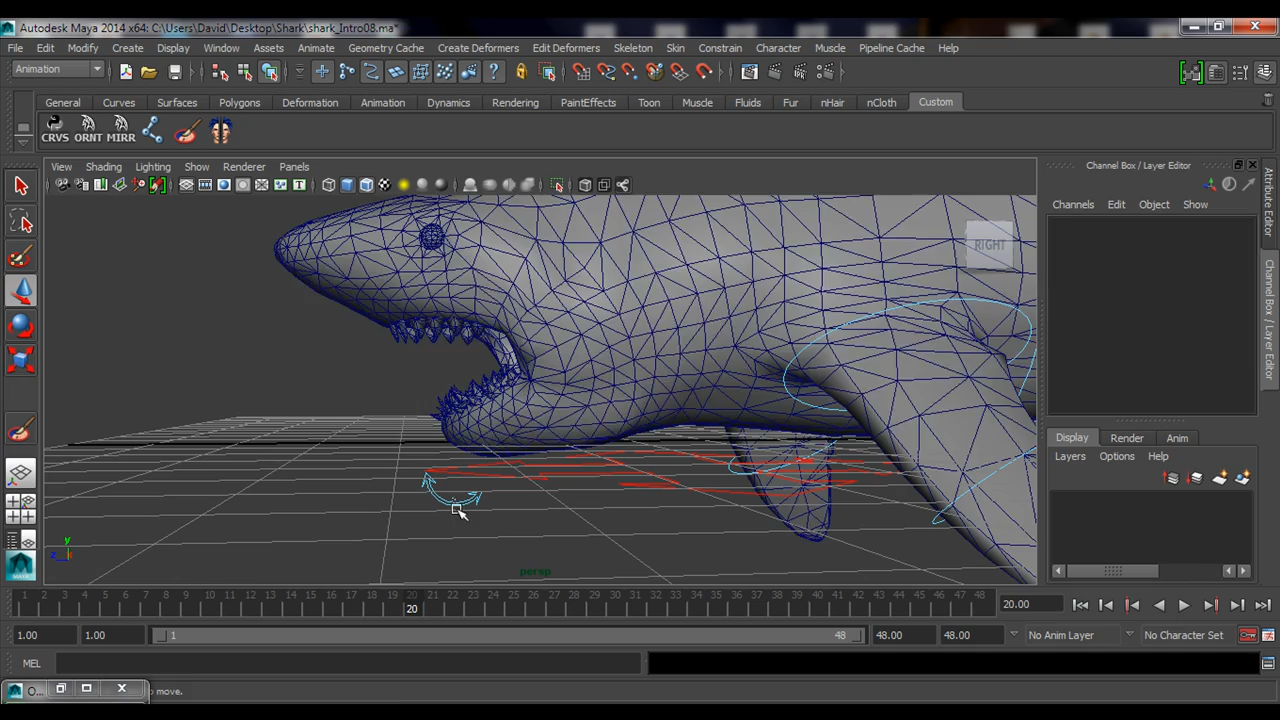 Autodesk Maya 2014 x64: C:\Users\David\Desktop\Shark\shark_Intro08.ma*
File Edit Modify Create Display Window Assets Animate Geometry Cache Create Deformers Edit Deformers Skeleton Skin Constrain Character Muscle Pipeline Cache Help
Animation
General Curves Surfaces Polygons Deformation Animation Dynamics Rendering PaintEffects Toon Muscle Fluids Fur nHair nCloth Custom
CRVS ORNT MIRR
View Shading Lighting Show Renderer Panels
Channel Box / Layer Editor
Channels Edit Object Show
Attribute Editor
Channel Box / Layer Editor
RIGHT
Display Render Anim
Layers Options Help
y
z
persp
1 2 3 4 5 6 7 8 9 10 11 12 13 14 15 16 17 18 19 20 21 22 23 24 25 26 27 28 29 30 31 32 33 34 35 36 37 38 39 40 41 42 43 44 45 46 47 48
20
20.00
1.00 1.00 1 48 48.00 48.00 No Anim Layer No Character Set
MEL
O... o move.